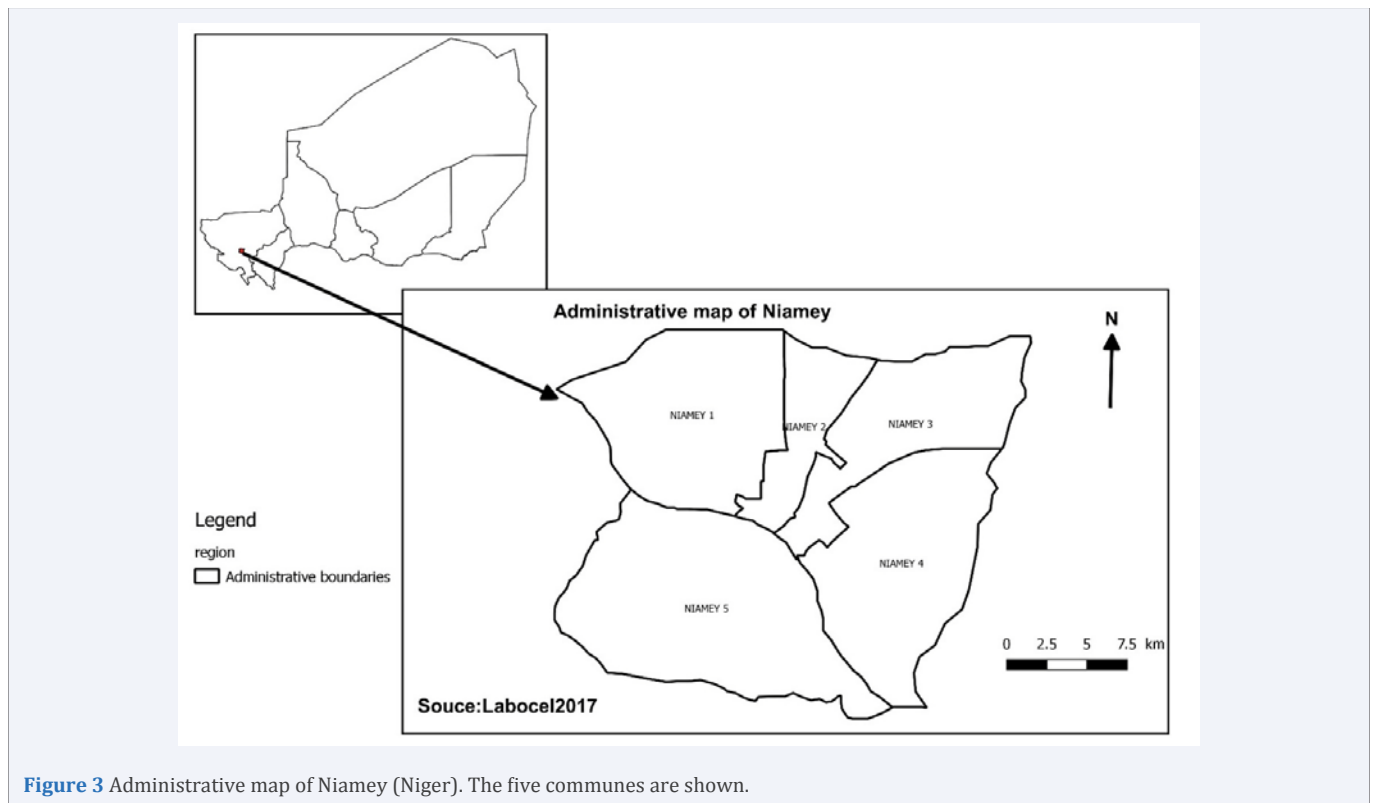 Administrative map of Niamey
N
NIAMEY 1
NIAMEY 2
NIAMEY 3
NIAMEY 4
NIAMEY 5
Legend
region
Administrative boundaries
0 2.5 5 7.5 km
Souce:Labocel2017
Figure 3 Administrative map of Niamey (Niger). The five communes are shown.